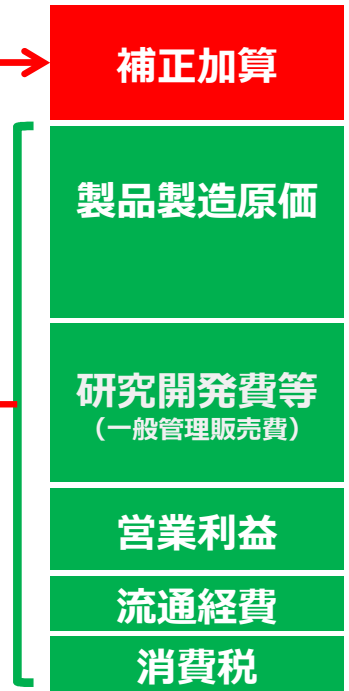 補正加算
製品製造原価
研究開発費等
（一般管理販売費）
営業利益
流通経費
消費税